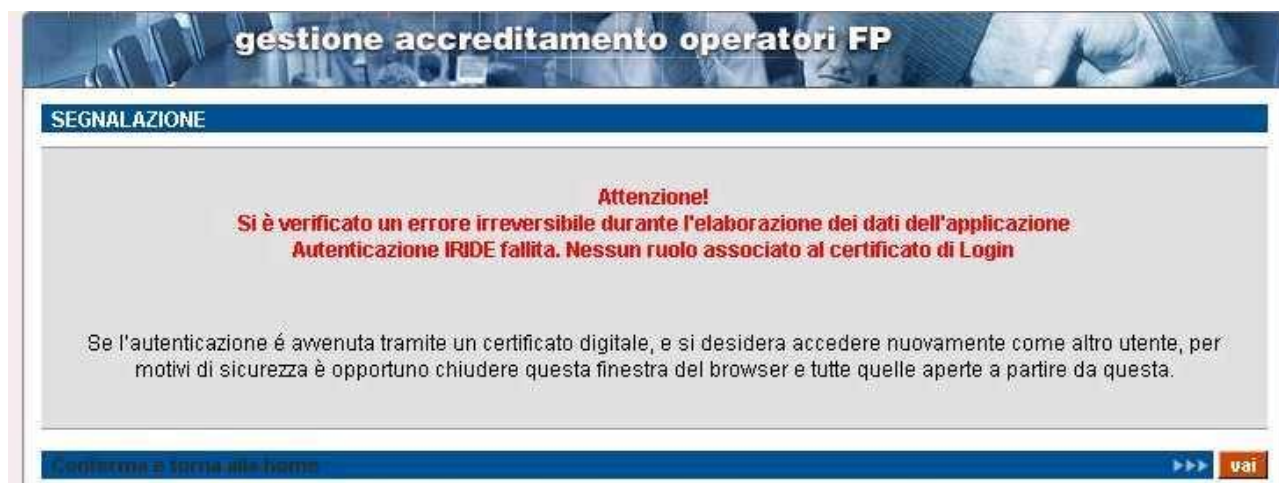 gestione accreditamento operatori FP
SEGNALAZIONE
Attenzione!
Si è verificato un errore irreversibile durante l'elaborazione dei dati dell'applicazione
Autenticazione IRIDE fallita. Nessun ruolo associato al certificato di Login
Se l'autenticazione é avvenuta tramite un certificato digitale, e si desidera accedere nuovamente come altro utente, per
motivi di sicurezza è opportuno chiudere questa finestra del browser e tutte quelle aperte a partire da questa.
Conferma e torna alla home vai